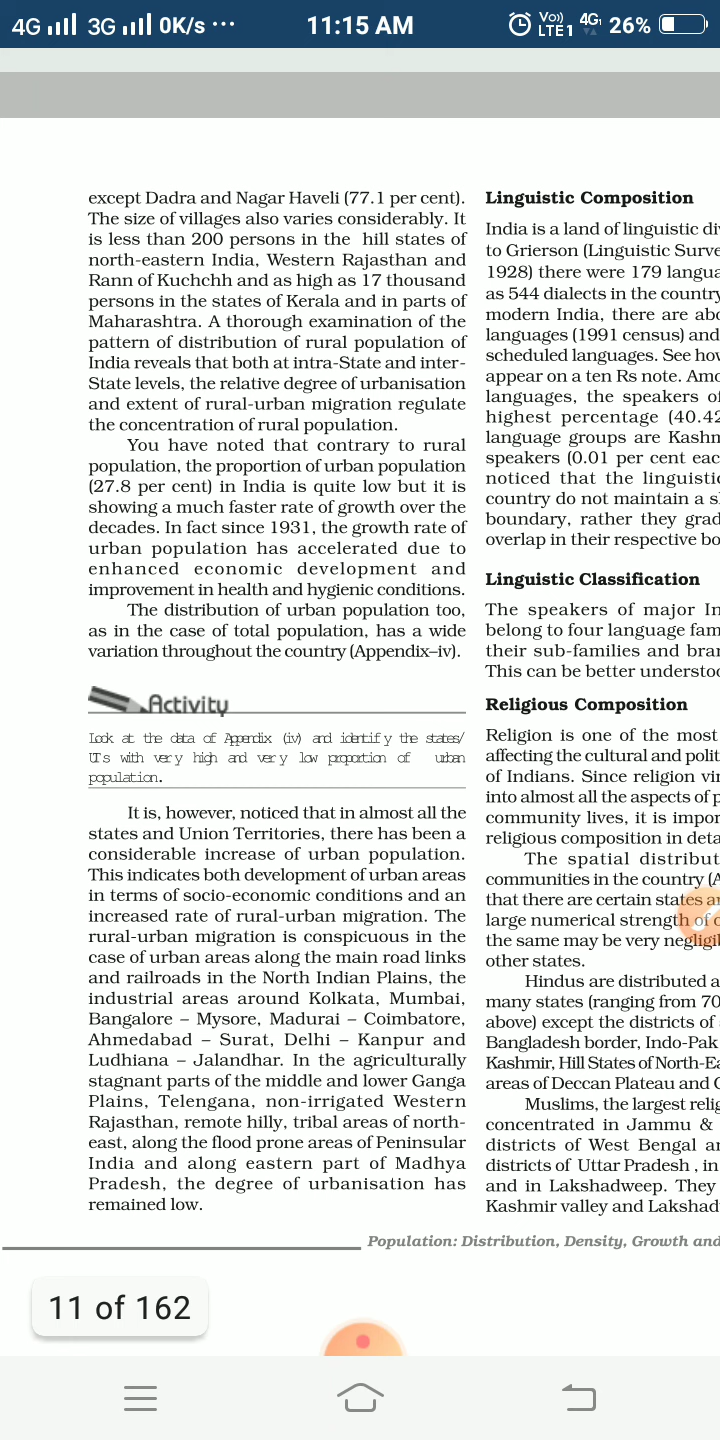 4G 3G 0K/s ··· 11:15 AM Vo)) LTE1 4G 26%
except Dadra and Nagar Haveli (77.1 per cent).
The size of villages also varies considerably. It
is less than 200 persons in the hill states of
north-eastern India, Western Rajasthan and
Rann of Kuchchh and as high as 17 thousand
persons in the states of Kerala and in parts of
Maharashtra. A thorough examination of the
pattern of distribution of rural population of
India reveals that both at intra-State and inter-
State levels, the relative degree of urbanisation
and extent of rural-urban migration regulate
the concentration of rural population.
You have noted that contrary to rural
population, the proportion of urban population
(27.8 per cent) in India is quite low but it is
showing a much faster rate of growth over the
decades. In fact since 1931, the growth rate of
urban population has accelerated due to
enhanced economic development and
improvement in health and hygienic conditions.
The distribution of urban population too,
as in the case of total population, has a wide
variation throughout the country (Appendix–iv).
Activity
Look at the data of Appendix (iv) and identify the states/
UTs with very high and very low proportion of urban
population.
It is, however, noticed that in almost all the
states and Union Territories, there has been a
considerable increase of urban population.
This indicates both development of urban areas
in terms of socio-economic conditions and an
increased rate of rural-urban migration. The
rural-urban migration is conspicuous in the
case of urban areas along the main road links
and railroads in the North Indian Plains, the
industrial areas around Kolkata, Mumbai,
Bangalore – Mysore, Madurai – Coimbatore,
Ahmedabad – Surat, Delhi – Kanpur and
Ludhiana – Jalandhar. In the agriculturally
stagnant parts of the middle and lower Ganga
Plains, Telengana, non-irrigated Western
Rajasthan, remote hilly, tribal areas of north-
east, along the flood prone areas of Peninsular
India and along eastern part of Madhya
Pradesh, the degree of urbanisation has
remained low.
Linguistic Composition
India is a land of linguistic
to Grierson (Linguistic
1928) there were 179
as 544 dialects in the country
modern India, there are
languages (1991 census) and
scheduled languages. See
appear on a ten Rs note.
languages, the speakers of
highest percentage (40.42
language groups are
speakers (0.01 per cent
noticed that the
country do not maintain a
boundary, rather they
overlap in their respective
Linguistic Classification
The speakers of major
belong to four language
their sub-families and
This can be better
Religious Composition
Religion is one of the most
affecting the cultural and
of Indians. Since religion
into almost all the aspects of
community lives, it is
religious composition in
The spatial
communities in the country
that there are certain states
large numerical strength of
the same may be very
other states.
Hindus are distributed
many states (ranging from 70
above) except the districts of
Bangladesh border, Indo-Pak
Kashmir, Hill States of
areas of Deccan Plateau and
Muslims, the largest
concentrated in Jammu &
districts of West Bengal
districts of Uttar Pradesh , in
and in Lakshadweep. They
Kashmir valley and
Population: Distribution, Density, Growth and
11 of 162